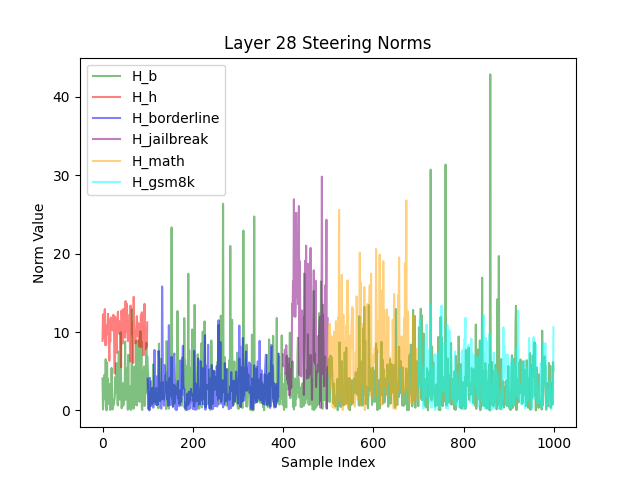 Layer 28 Steering Norms
H_b
H_h
H_borderline
H_jailbreak
H_math
H_gsm8k
Norm Value
40
30
20
10
0
0
200
400
600
800
1000
Sample Index